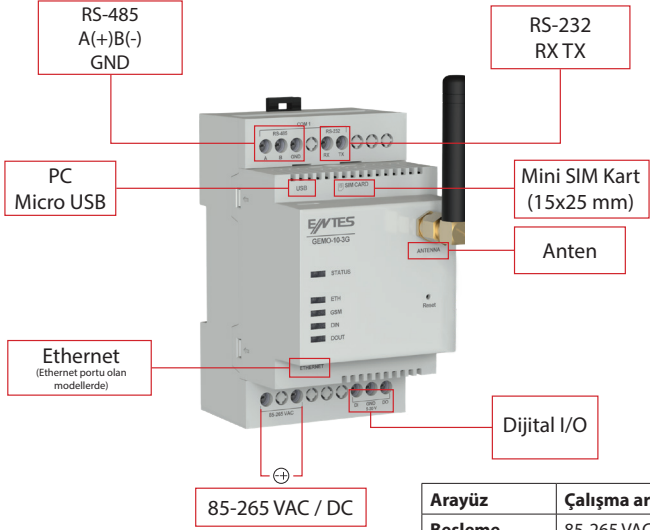 RS-485
A(+)B(-)
GND
RS-232
RX TX
COM 1
RS-485
RS-232
A B GND
RX TX
PC
Micro USB
USB
SIM CARD
Mini SIM Kart
(15x25 mm)
ENTES
GEMO-10-3G
ANTENNA
Anten
STATUS
ETH
GSM
DIN
DOUT
Reset
Ethernet
(Ethernet portu olan
modellerde)
ETHERNET
85-265 VAC
DI GND DO
Dijital I/O
85-265 VAC / DC
Arayüz Çalışma ar
Besleme 85-265 VAC